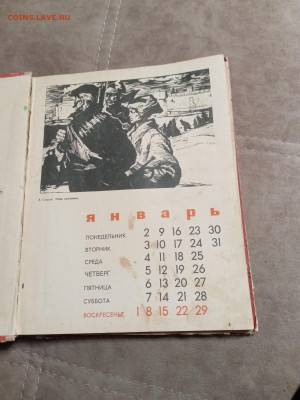 COINS.LAVE.RU
январь
ПОНЕДЕЛЬНИК 2 9 16 23 30
ВТОРНИК 3 10 17 24 31
СРЕДА 4 11 18 25
ЧЕТВЕРГ 5 12 19 26
ПЯТНИЦА 6 13 20 27
СУББОТА 7 14 21 28
ВОСКРЕСЕНЬЕ 1 8 15 22 29